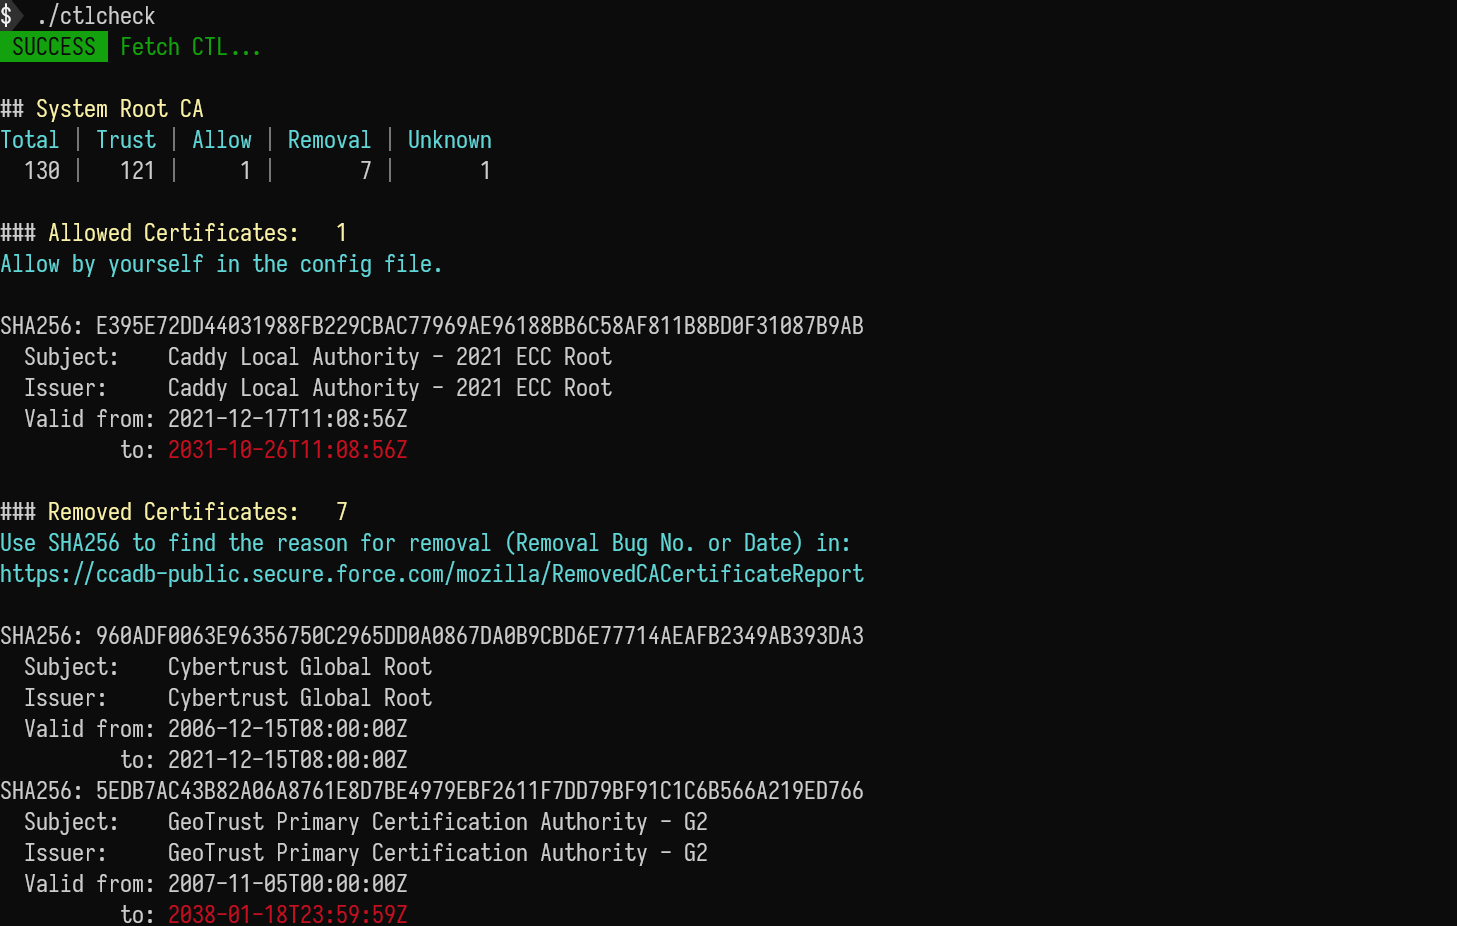 $ ./ctlcheck
SUCCESS Fetch CTL...
## System Root CA
Total | Trust | Allow | Removal | Unknown
130 | 121 | 1 | 7 | 1
### Allowed Certificates: 1
Allow by yourself in the config file.
SHA256: E395E72DD44031988FB229CBAC77969AE96188BB6C58AF811B8BD0F31087B9AB
Subject: Caddy Local Authority - 2021 ECC Root
Issuer: Caddy Local Authority - 2021 ECC Root
Valid from: 2021-12-17T11:08:56Z
to: 2031-10-26T11:08:56Z
### Removed Certificates: 7
Use SHA256 to find the reason for removal (Removal Bug No. or Date) in:
https://ccadb-public.secure.force.com/mozilla/RemovedCACertificateReport
SHA256: 960ADF0063E96356750C2965DD0A0867DA0B9CBD6E77714AEAFB2349AB393DA3
Subject: Cybertrust Global Root
Issuer: Cybertrust Global Root
Valid from: 2006-12-15T08:00:00Z
to: 2021-12-15T08:00:00Z
SHA256: 5EDB7AC43B82A06A8761E8D7BE4979EBF2611F7DD79BF91C1C6B566A219ED766
Subject: GeoTrust Primary Certification Authority - G2
Issuer: GeoTrust Primary Certification Authority - G2
Valid from: 2007-11-05T00:00:00Z
to: 2038-01-18T23:59:59Z